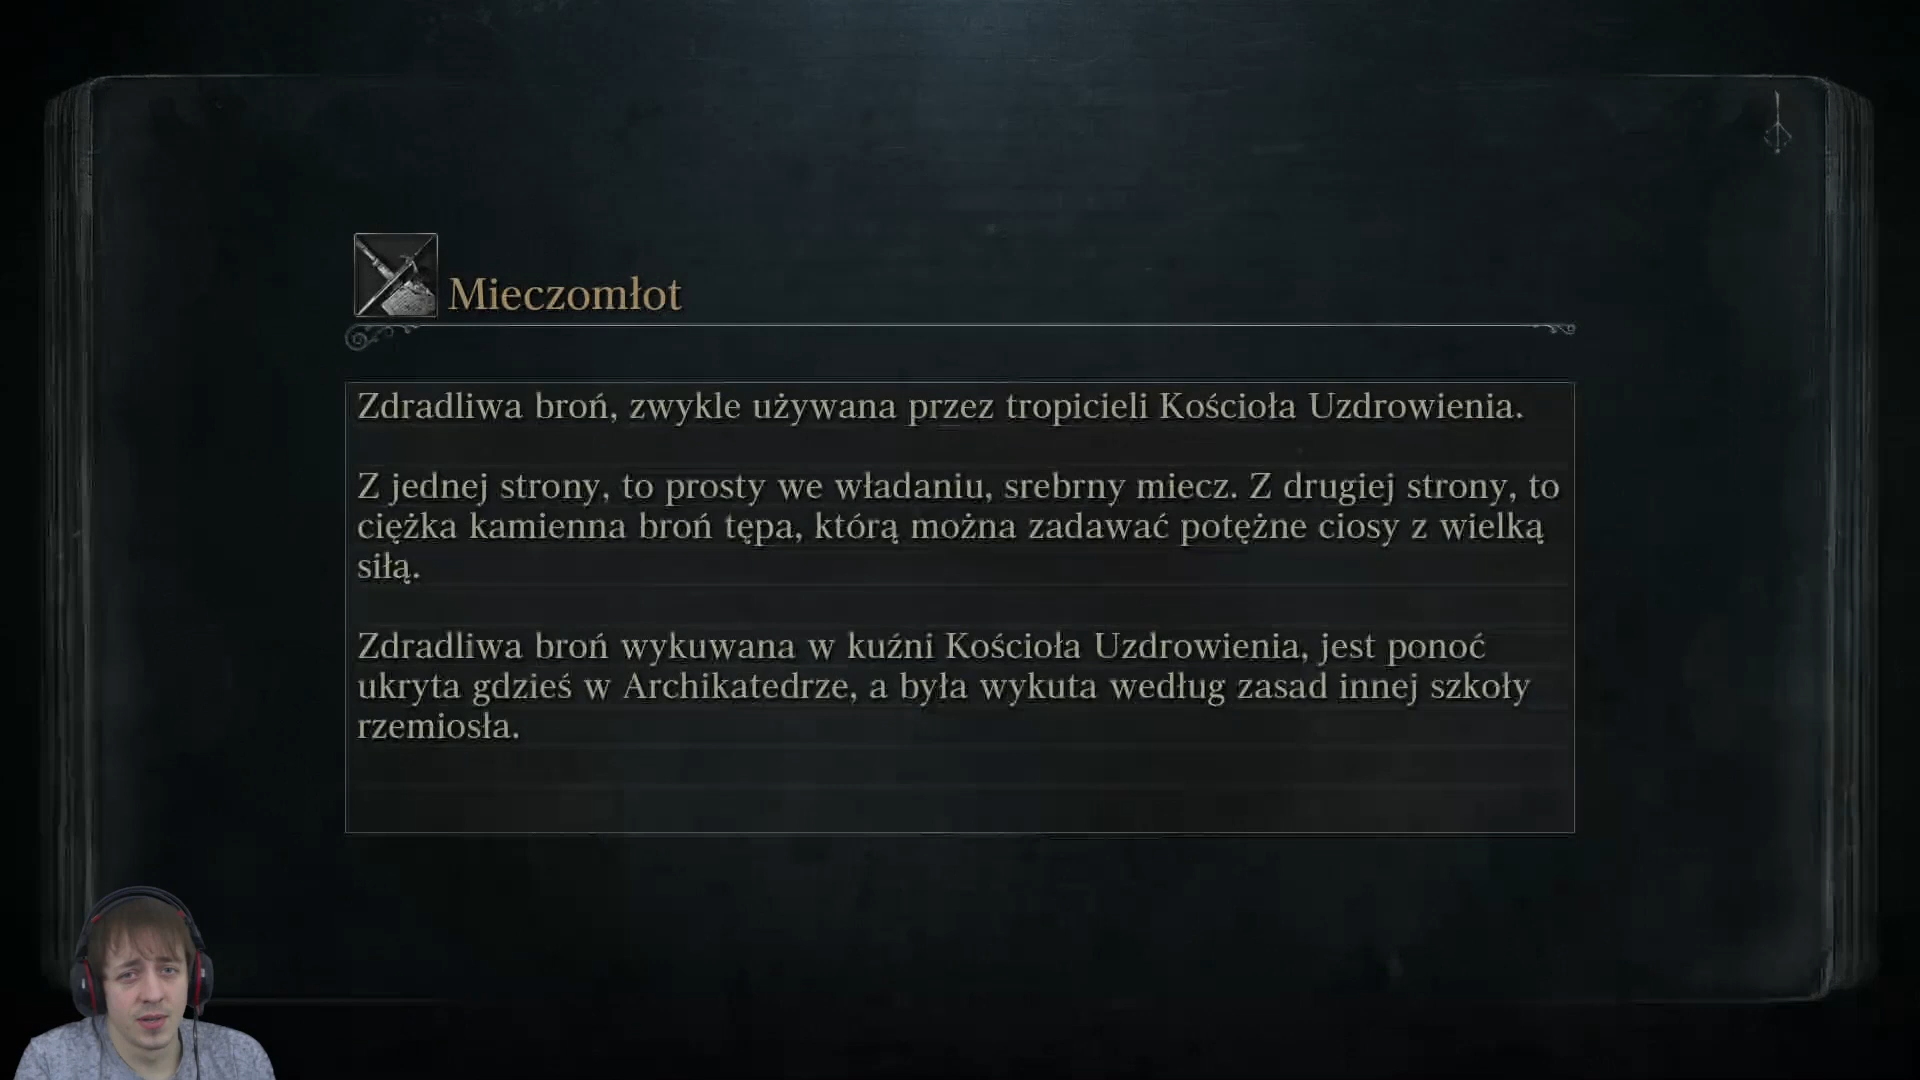 Mieczomłot
Zdradliwa broń, zwykle używana przez tropicieli Kościoła Uzdrowienia.
Z jednej strony, to prosty we władaniu, srebrny miecz. Z drugiej strony, to
ciężka kamienna broń tępa, którą można zadawać potężne ciosy z wielką
siłą.
Zdradliwa broń wykuwana w kuźni Kościoła Uzdrowienia, jest ponoć
ukryta gdzieś w Archikatedrze, a była wykuta według zasad innej szkoły
rzemiosła.